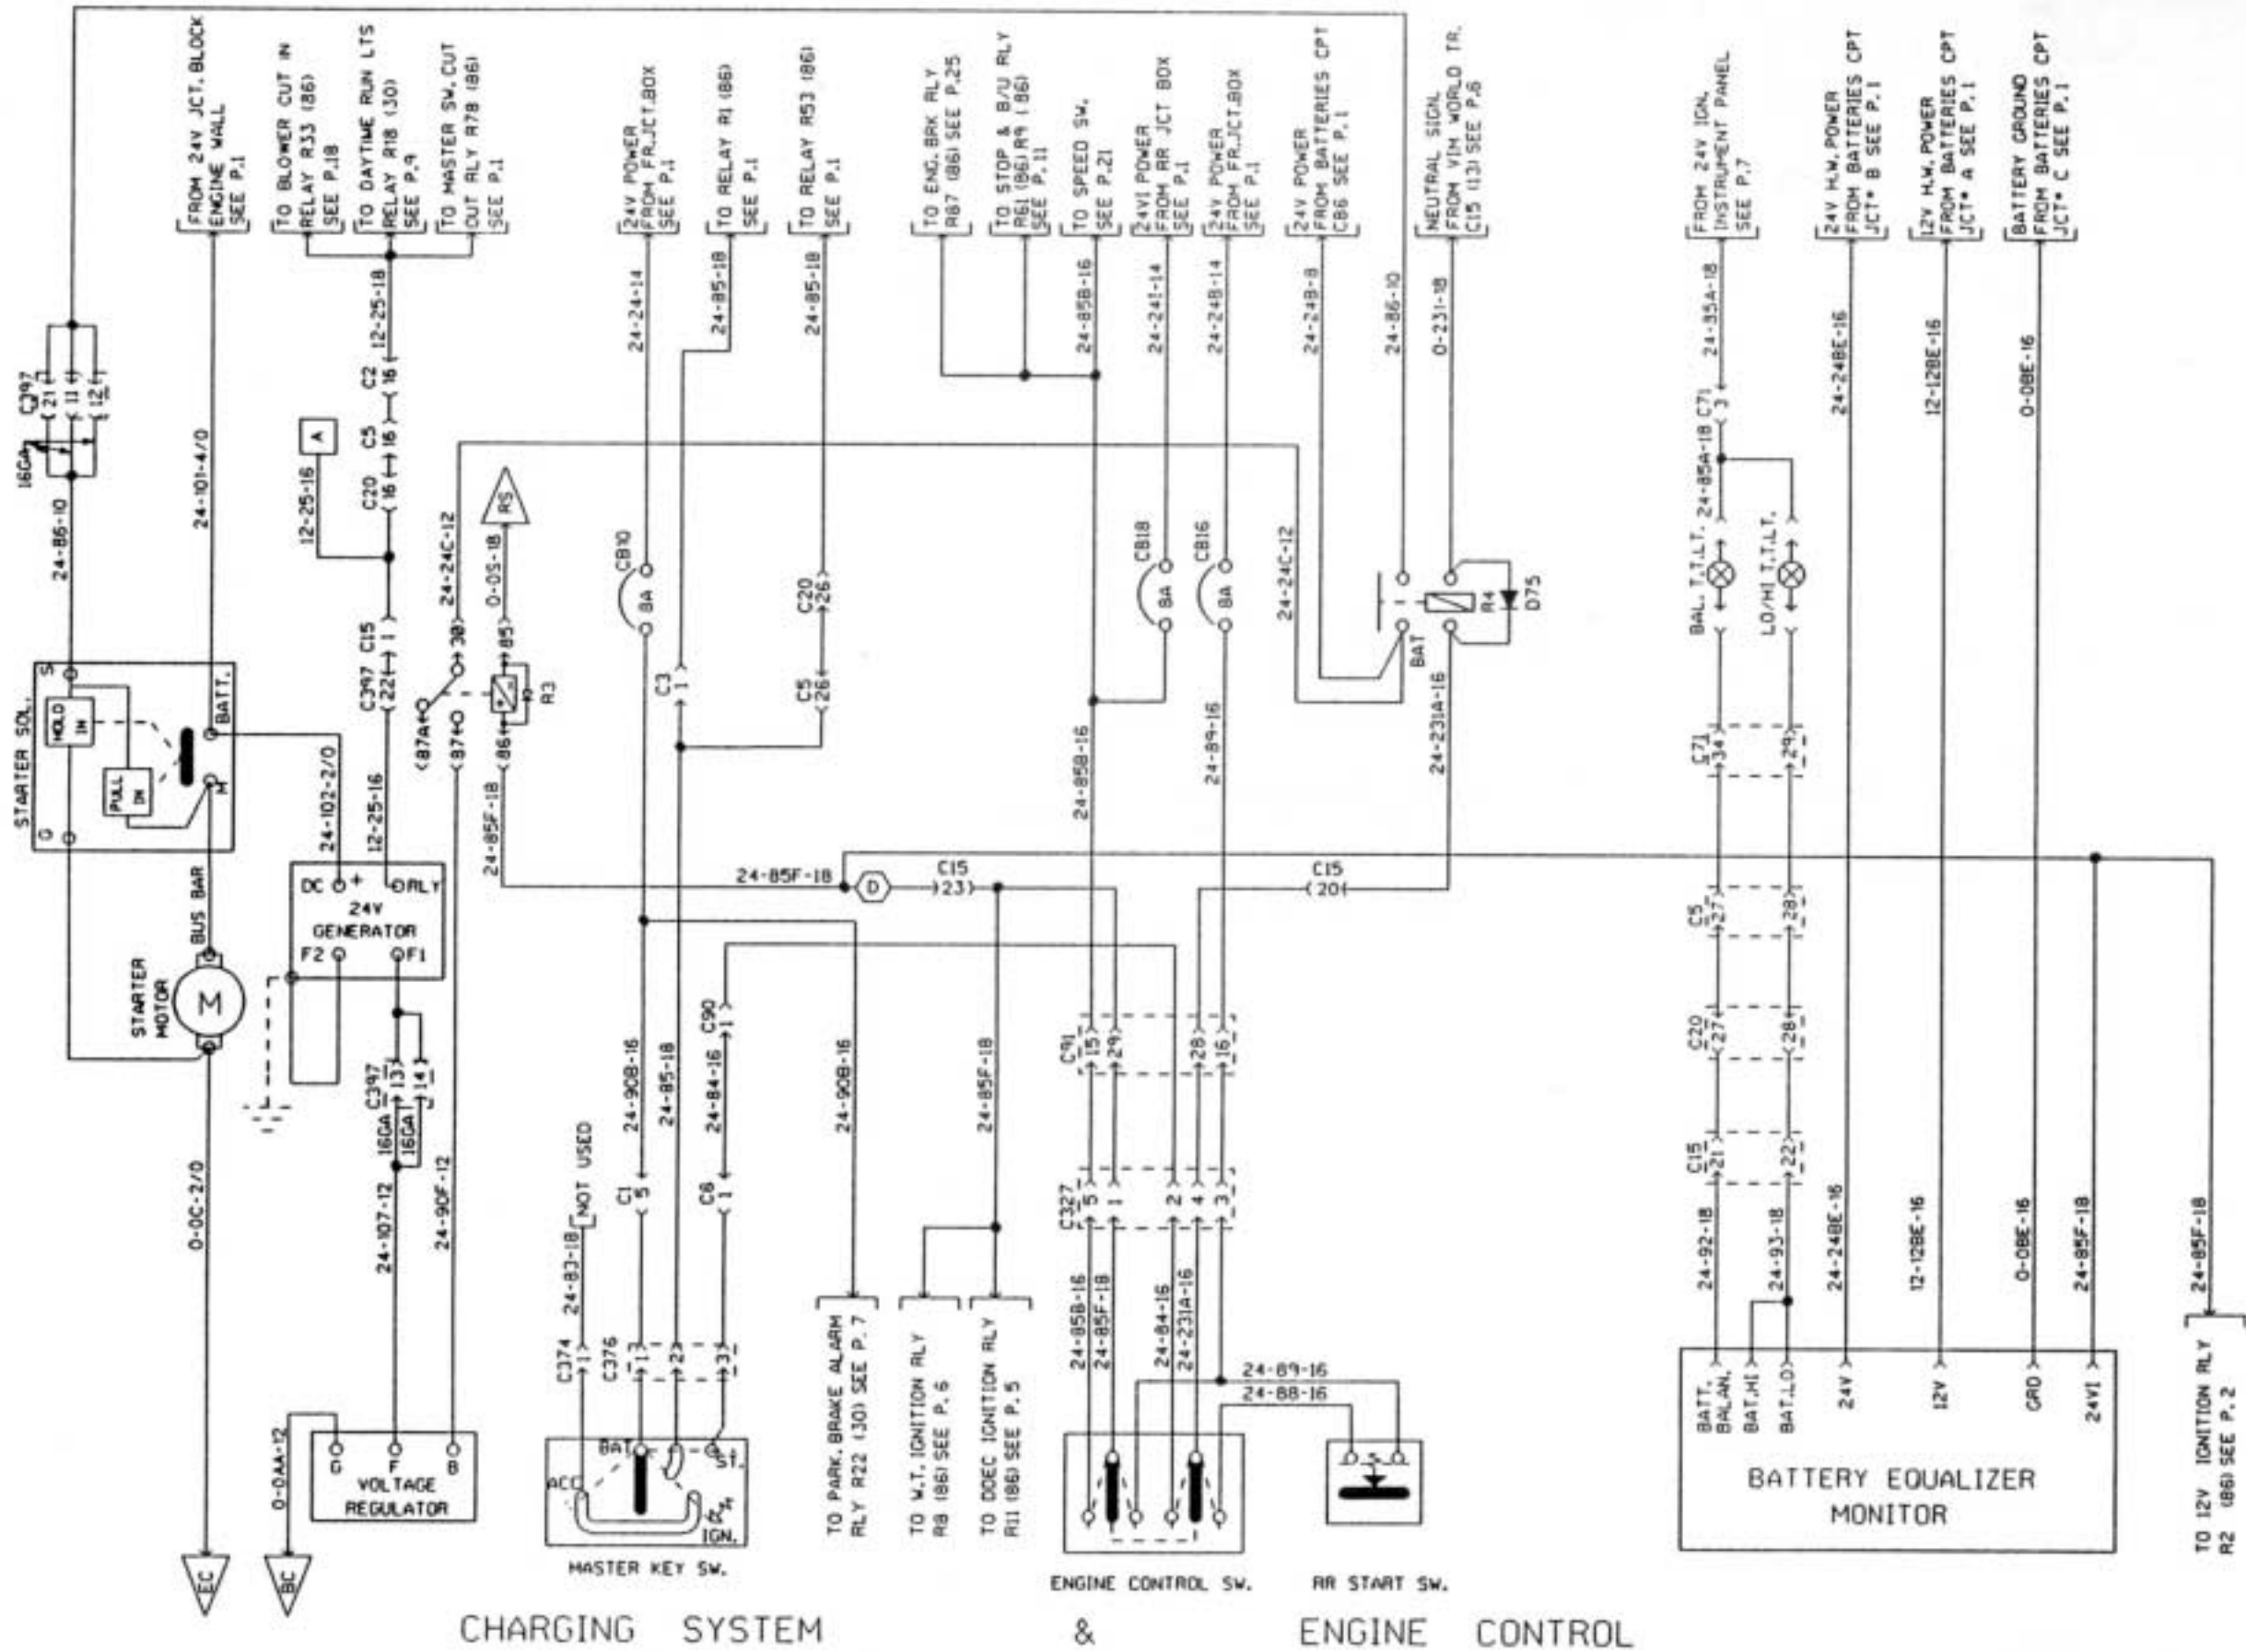 FROM 24V JCT. BLOCK
ENGINE WALL
SEE P.1
TO BLOWER CUT IN
RELAY R33 (86)
SEE P.18
TO DAYTIME RUN LTS
RELAY R18 (30)
SEE P.9
TO MASTER SW. CUT
OUT RLY R78 (86)
SEE P.1
24V POWER
FROM FR.JCT.BOX
SEE P.1
TO RELAY R1 (86)
SEE P.1
TO RELAY R53 (86)
SEE P.1
TO ENG. BRK RLY
R87 (86) SEE P.25
TO STOP & B/U RLY
R61 (86) R9 (86)
SEE P.11
TO SPEED SW.
SEE P.21
24VI POWER
FROM RR JCT BOX
SEE P.1
24V POWER
FROM FR.JCT.BOX
SEE P.1
24V POWER
FROM BATTERIES CPT
CB6 SEE P.1
NEUTRAL SIGN.
FROM VIM WORLD TR.
C15 (13) SEE P.6
FROM 24V IGN.
INSTRUMENT PANEL
SEE P.7
24V H.W. POWER
FROM BATTERIES CPT
JCT* B SEE P.1
12V H.W. POWER
FROM BATTERIES CPT
JCT* A SEE P.1
BATTERY GROUND
FROM BATTERIES CPT
JCT* C SEE P.1
16GA
C397
21
11
12
24-86-10
24-101-4/0
12-25-18
C2
16
C5
16
C20
16
A
12-25-16
24-24C-12
0-0S-18
RS
24-24-14
24-85-18
24-85-18
24-85B-16
24-241-14
24-24B-14
24-24B-8
24-86-10
0-231-18
24-35A-18
C71
3
24-85A-18
24-24BE-16
12-12BE-16
0-0BE-16
STARTER SOL.
S
HOLD
IN
PULL
IN
G
BATT.
M
24-102-2/0
12-25-16
C397
22
C15
1
87A
87
30
85
86
R3
24-85F-18
CB10
8A
C3
1
C20
26
C5
26
CB18
8A
CB16
8A
24-24C-12
BAT
R4
D75
24-231A-16
24-85B-16
24-89-16
BAL. T.T.LT.
LO/HI T.T.LT.
C71
34
29
BUS BAR
STARTER
MOTOR
M
DC +
RLY
24V
GENERATOR
F2
F1
24-85F-18
D
C15
23
C15
20
C5
27
28
C20
27
28
C15
21
22
C397
13
14
16GA
16GA
24-107-12
24-90F-12
0-0C-2/0
NOT USED
24-83-18
C1
5
24-90B-16
24-85-18
24-84-16
C90
1
C6
1
24-90B-16
24-85F-18
C91
15
29
28
16
C327
5
1
2
4
3
24-85B-16
24-85F-18
24-84-16
24-231A-16
24-89-16
24-88-16
24-92-18
24-93-18
24-24BE-16
12-12BE-16
0-0BE-16
24-85F-18
24-85F-18
0-0AA-12
EC
BC
G
F
B
VOLTAGE
REGULATOR
C374
1
C376
1
2
3
BAT
ACC
ST.
IGN.
MASTER KEY SW.
TO PARK. BRAKE ALARM
RLY R22 (30) SEE P.7
TO W.T. IGNITION RLY
R8 (86) SEE P.6
TO DDEC IGNITION RLY
R11 (86) SEE P.5
ENGINE CONTROL SW.
RR START SW.
BATT.
BALAN.
BAT.HI
BAT.LO
24V
12V
GRD
24VI
BATTERY EQUALIZER
MONITOR
TO 12V IGNITION RLY
R2 (86) SEE P.2
CHARGING SYSTEM & ENGINE CONTROL